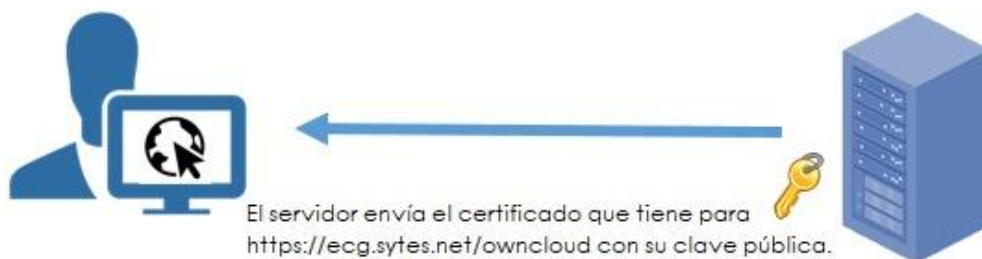 El servidor envía el certificado que tiene para
https://ecg.sytes.net/owncloud con su clave pública.